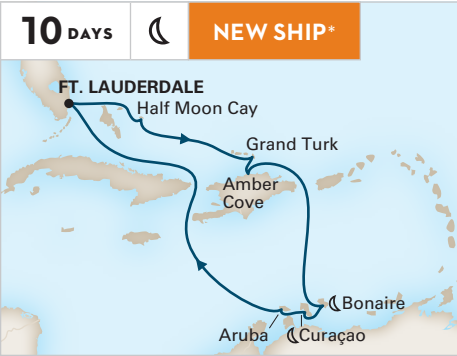 10 DAYS
NEW SHIP*
FT. LAUDERDALE
Half Moon Cay
Grand Turk
Amber
Cove
Bonaire
Aruba
Curaçao